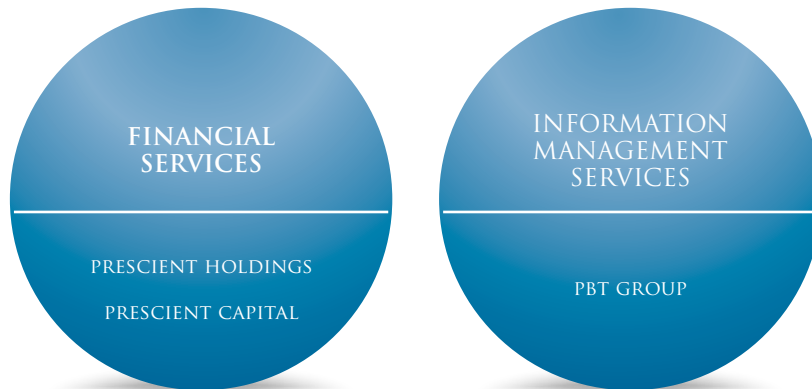 FINANCIAL
SERVICES
PRESCIENT HOLDINGS
PRESCIENT CAPITAL
INFORMATION
MANAGEMENT
SERVICES
PBT GROUP